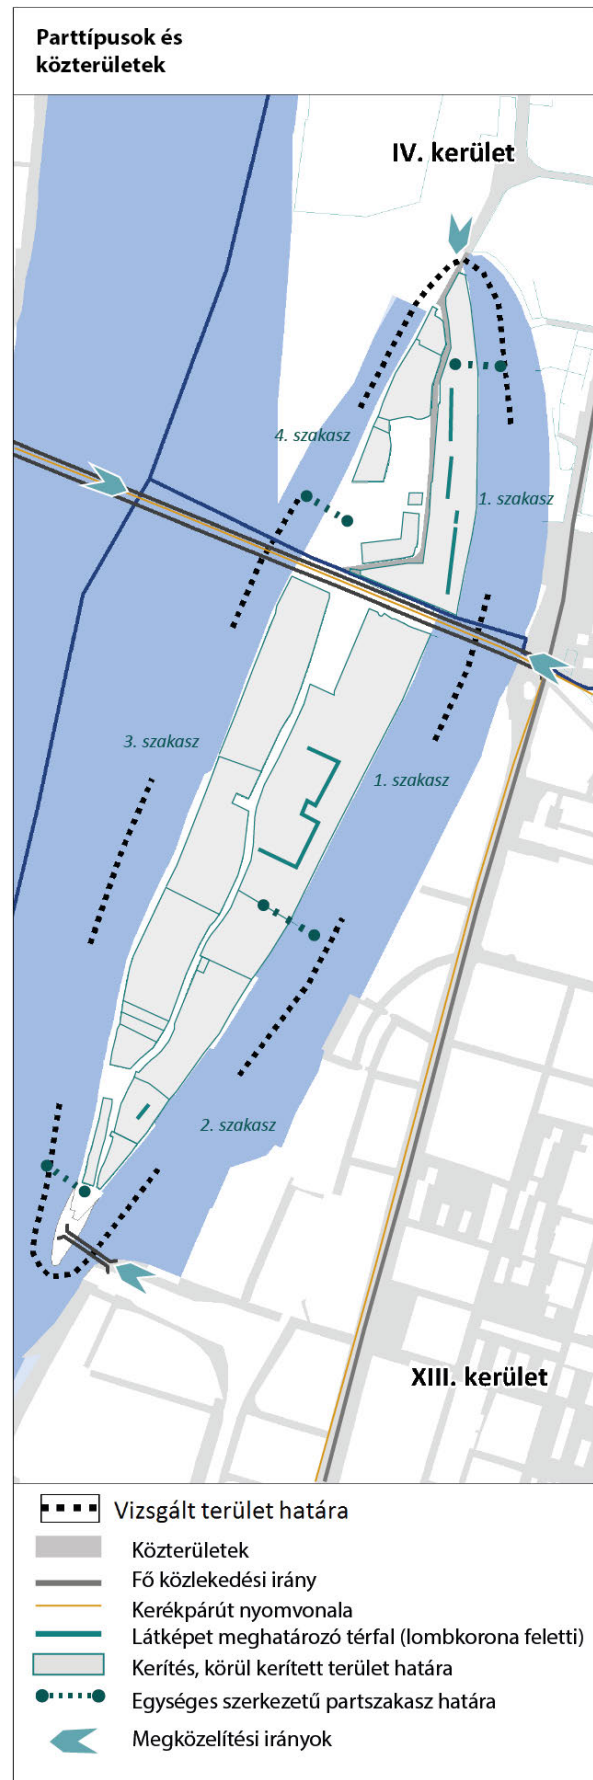 Parttípusok és
közterületek
IV. kerület
4. szakasz
1. szakasz
3. szakasz
1. szakasz
2. szakasz
XIII. kerület
Vizsgált terület határa
Közterületek
Fő közlekedési irány
Kerékpárút nyomvonala
Látképet meghatározó térfal (lombkorona feletti)
Kerítés, körül kerített terület határa
Egységes szerkezetű partszakasz határa
Megközelítési irányok